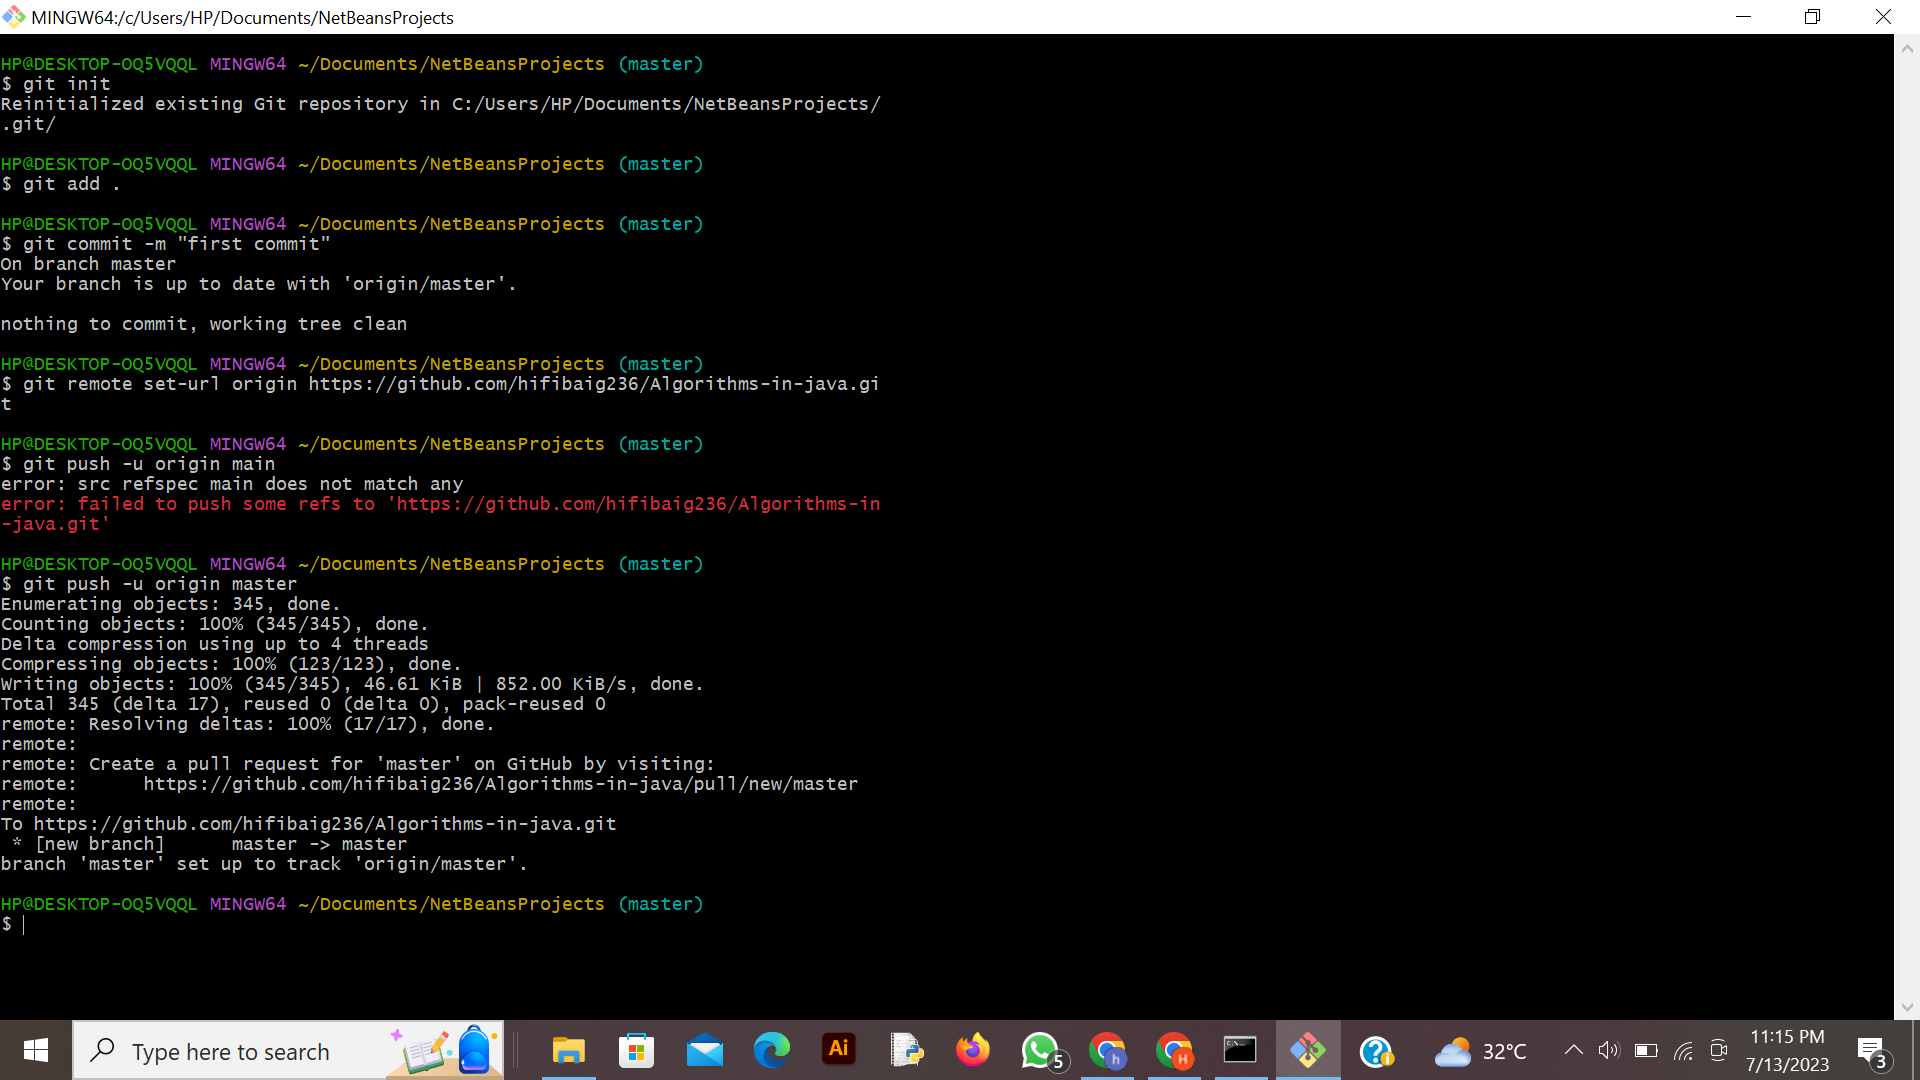 MINGW64:/c/Users/HP/Documents/NetBeansProjects
HP@DESKTOP-OQ5VQQL MINGW64 ~/Documents/NetBeansProjects (master)
$ git init
Reinitialized existing Git repository in C:/Users/HP/Documents/NetBeansProjects/
.git/
HP@DESKTOP-OQ5VQQL MINGW64 ~/Documents/NetBeansProjects (master)
$ git add .
HP@DESKTOP-OQ5VQQL MINGW64 ~/Documents/NetBeansProjects (master)
$ git commit -m "first commit"
On branch master
Your branch is up to date with 'origin/master'.
nothing to commit, working tree clean
HP@DESKTOP-OQ5VQQL MINGW64 ~/Documents/NetBeansProjects (master)
$ git remote set-url origin https://github.com/hifibaig236/Algorithms-in-java.gi
t
HP@DESKTOP-OQ5VQQL MINGW64 ~/Documents/NetBeansProjects (master)
$ git push -u origin main
error: src refspec main does not match any
error: failed to push some refs to 'https://github.com/hifibaig236/Algorithms-in
-java.git'
HP@DESKTOP-OQ5VQQL MINGW64 ~/Documents/NetBeansProjects (master)
$ git push -u origin master
Enumerating objects: 345, done.
Counting objects: 100% (345/345), done.
Delta compression using up to 4 threads
Compressing objects: 100% (123/123), done.
Writing objects: 100% (345/345), 46.61 KiB | 852.00 KiB/s, done.
Total 345 (delta 17), reused 0 (delta 0), pack-reused 0
remote: Resolving deltas: 100% (17/17), done.
remote:
remote: Create a pull request for 'master' on GitHub by visiting:
remote:      https://github.com/hifibaig236/Algorithms-in-java/pull/new/master
remote:
To https://github.com/hifibaig236/Algorithms-in-java.git
 * [new branch]      master -> master
branch 'master' set up to track 'origin/master'.
HP@DESKTOP-OQ5VQQL MINGW64 ~/Documents/NetBeansProjects (master)
$
Type here to search
Ai
5
h
H
32°C
11:15 PM
7/13/2023
3